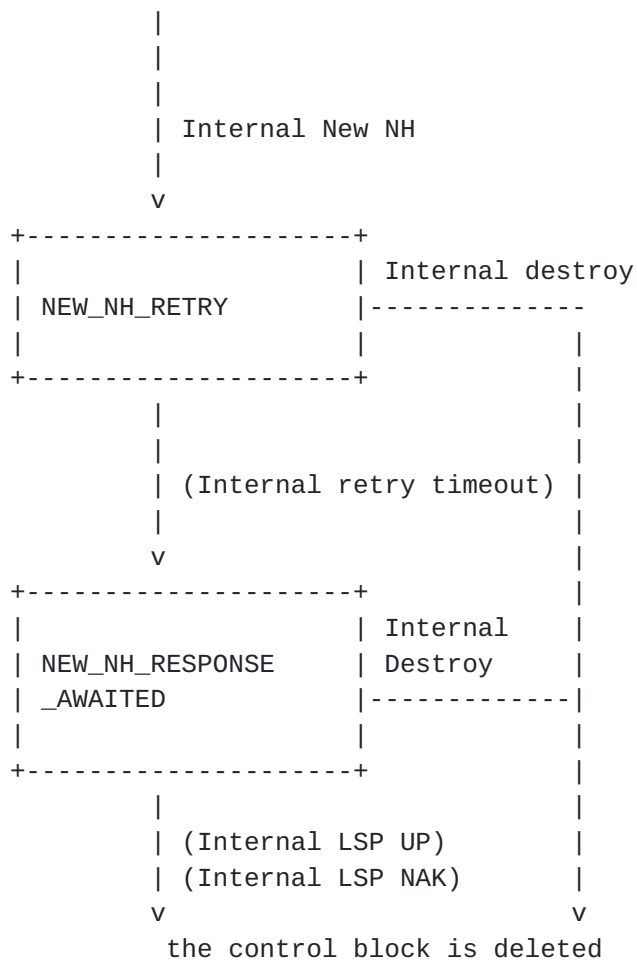 Internal New NH
Internal destroy
NEW_NH_RETRY
(Internal retry timeout)
Internal
NEW_NH_RESPONSE Destroy
_AWAITED
(Internal LSP UP)
(Internal LSP NAK)
the control block is deleted